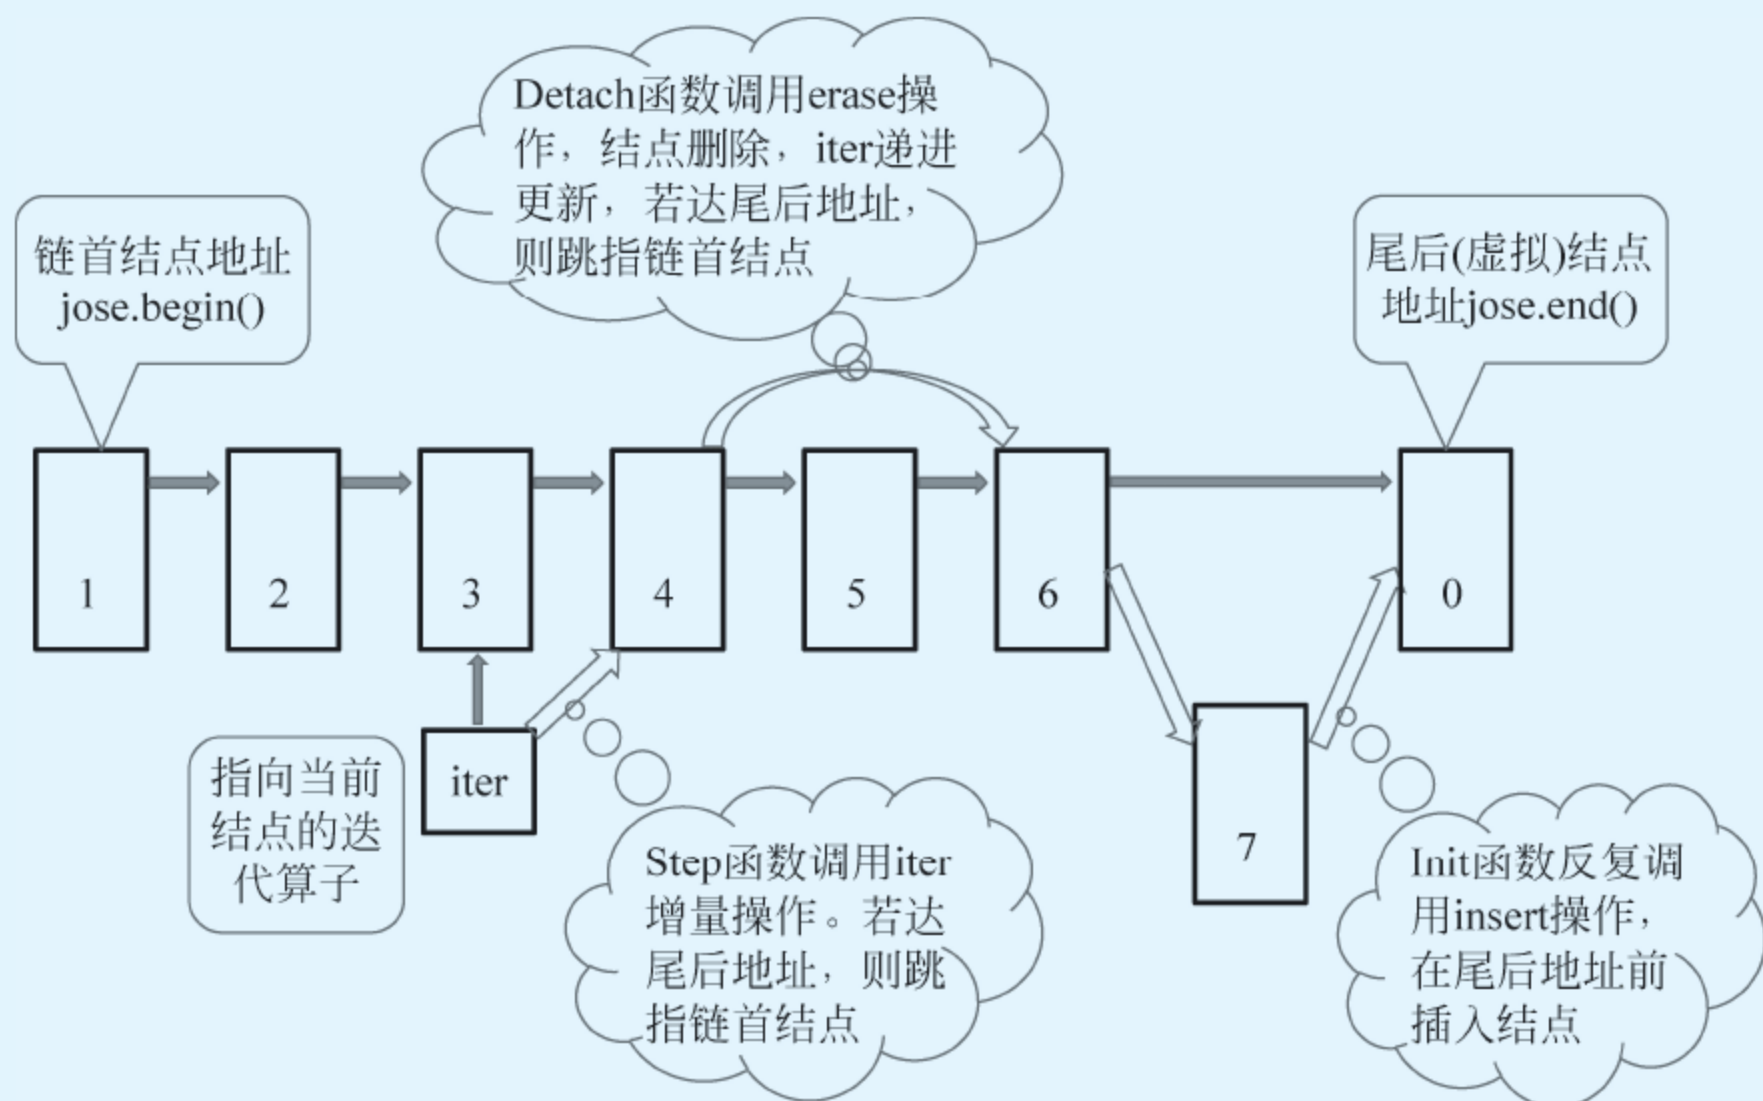 Detach函数调用erase操
作，结点删除，iter递进
更新，若达尾后地址，
则跳指链首结点
链首结点地址
jose.begin()
尾后(虚拟)结点
地址jose.end()
1
2
3
4
5
6
0
iter
指向当前
结点的迭
代算子
7
Step函数调用iter
增量操作。若达
尾后地址，则跳
指链首结点
Init函数反复调
用insert操作，
在尾后地址前
插入结点